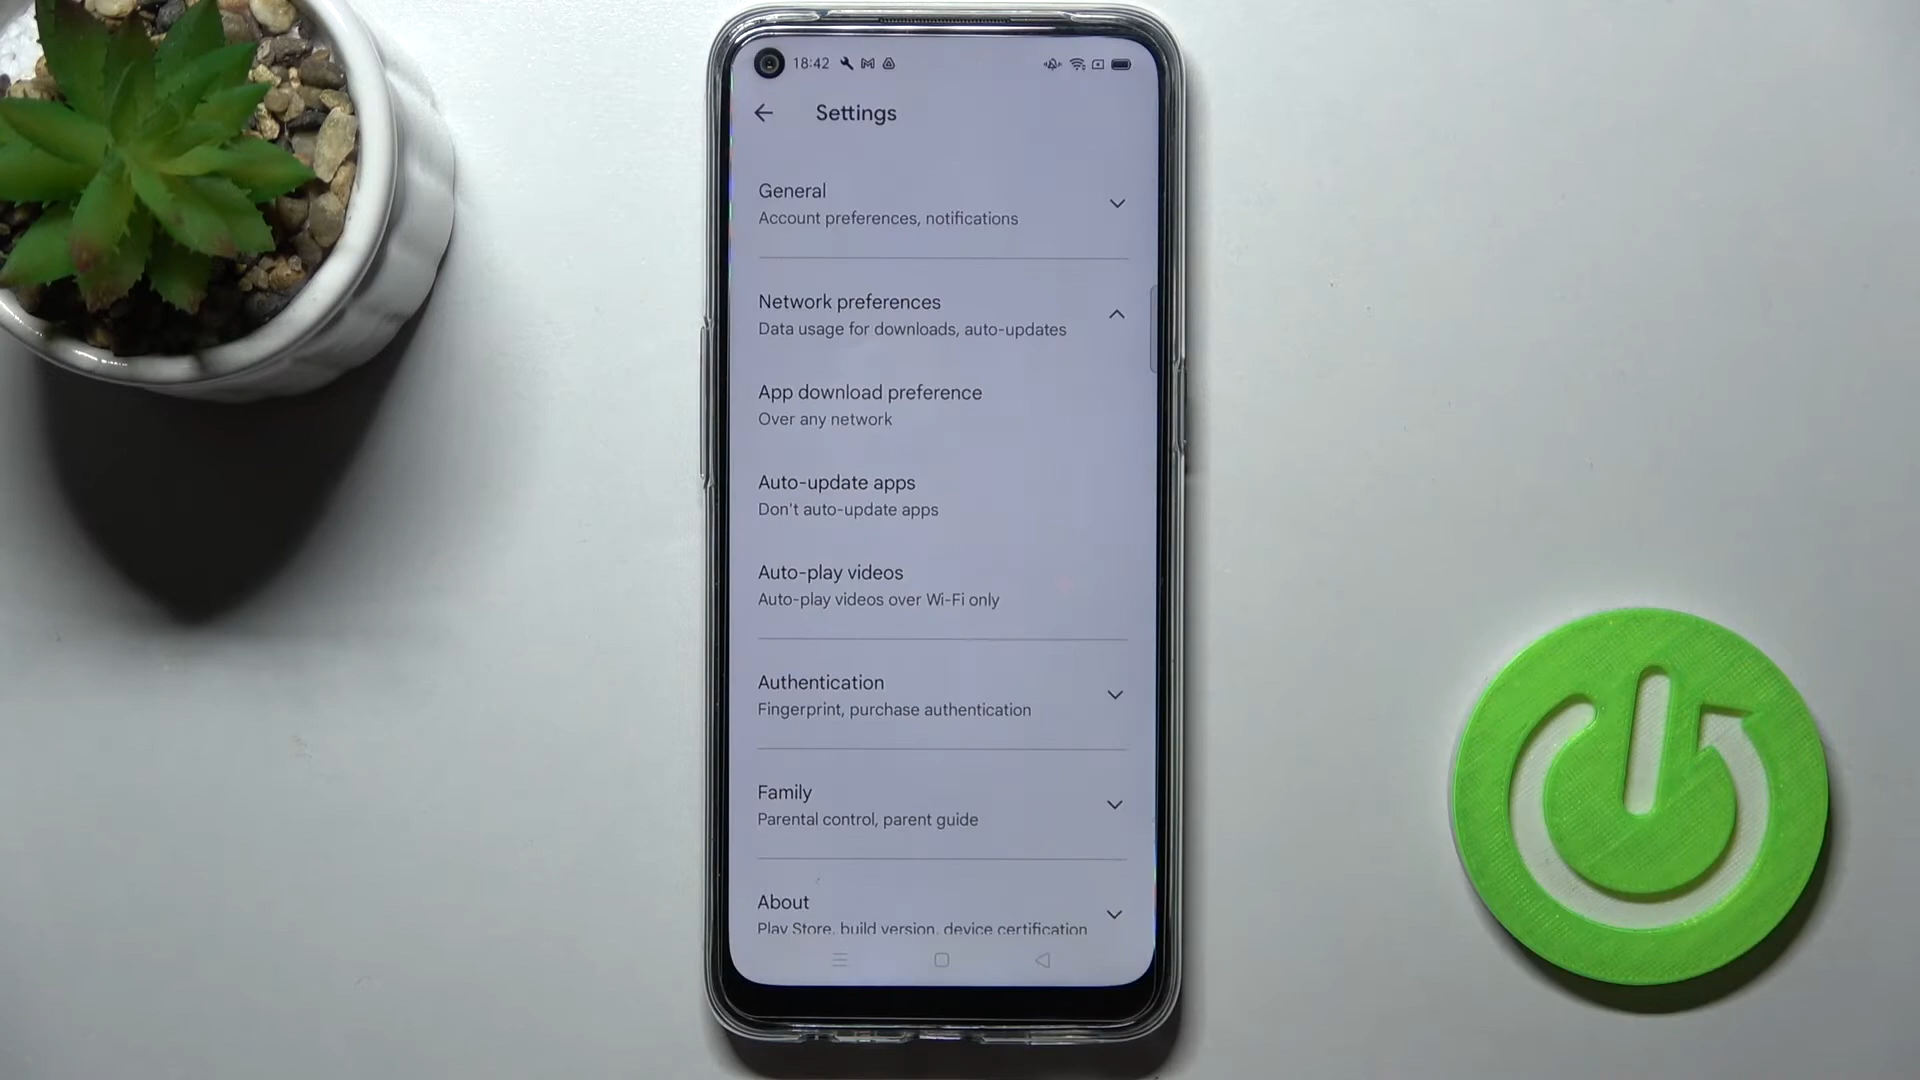 18:42
Settings
General
Account preferences, notifications
Network preferences
Data usage for downloads, auto-updates
App download preference
Over any network
Auto-update apps
Don't auto-update apps
Auto-play videos
Auto-play videos over Wi-Fi only
Authentication
Fingerprint, purchase authentication
Family
Parental control, parent guide
About
Play Store, build version, device certification